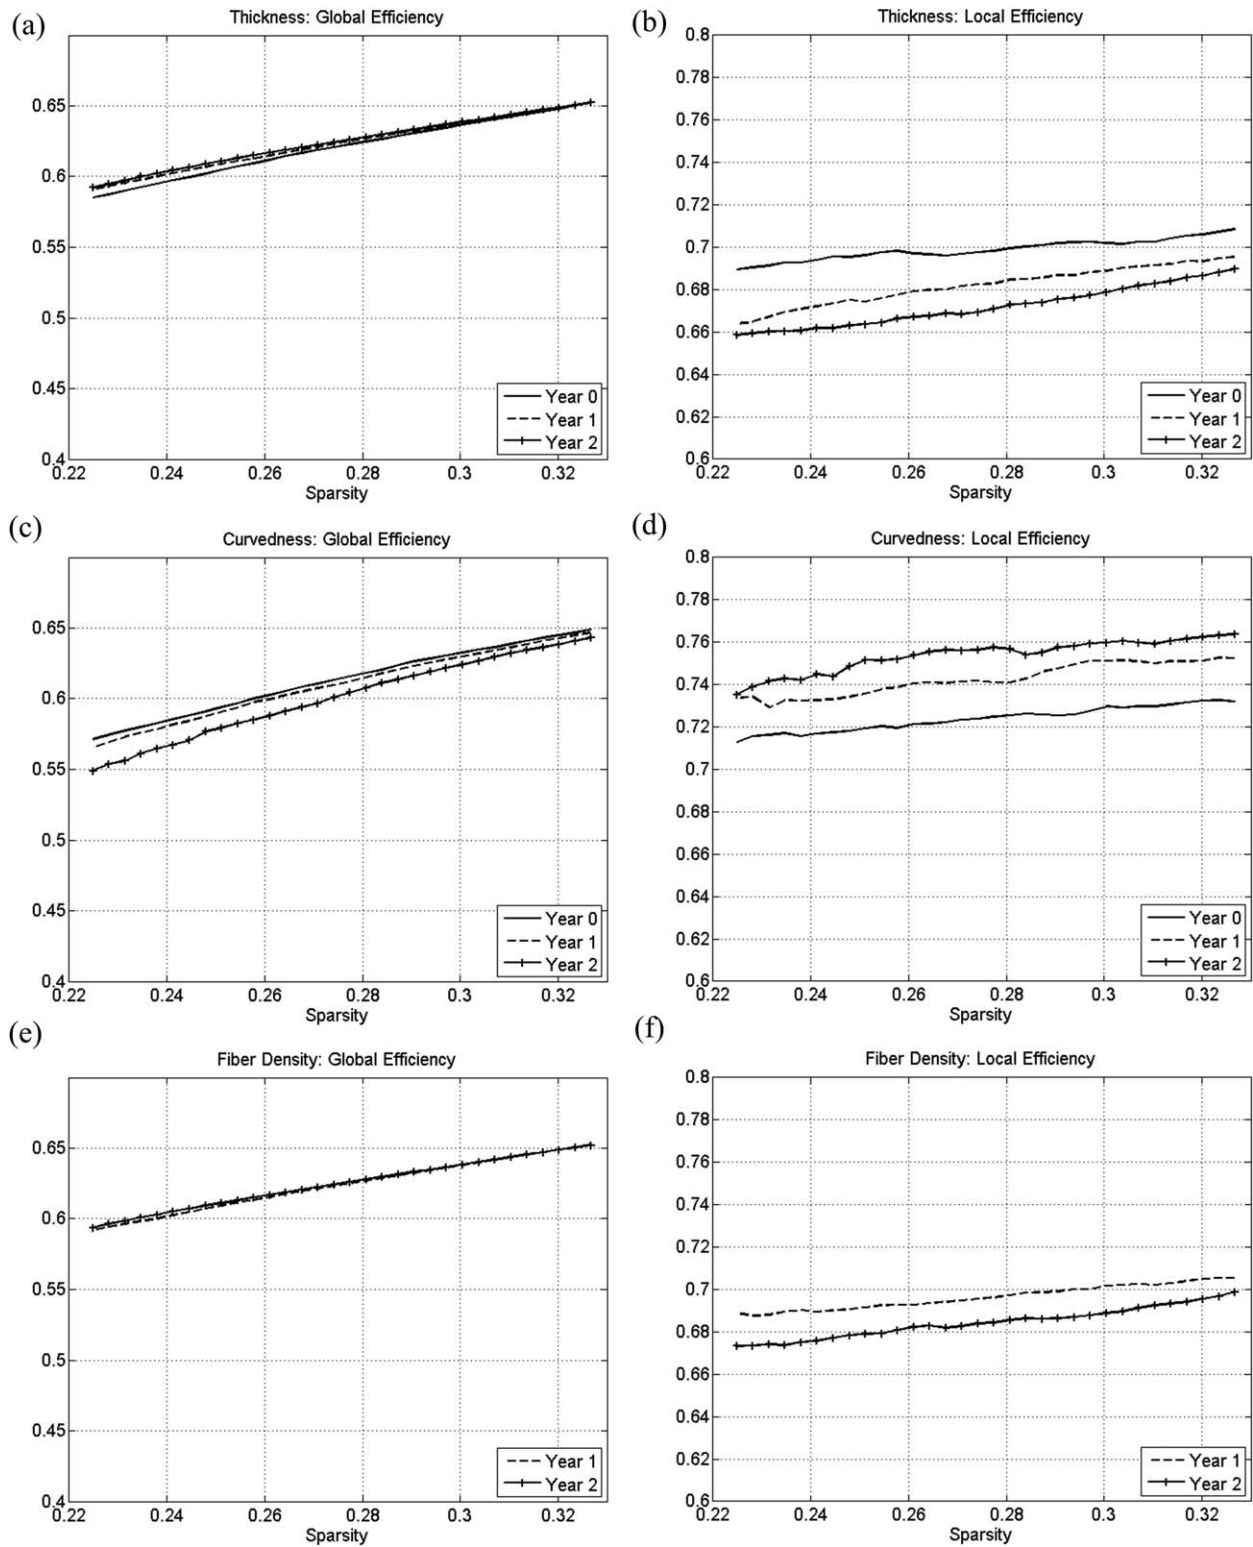 (a)
Thickness: Global Efficiency
0.65
0.6
0.55
0.5
0.45
0.4
0.22 0.24 0.26 0.28 0.3 0.32
Sparsity
Year 0
Year 1
Year 2
(b)
Thickness: Local Efficiency
0.8
0.78
0.76
0.74
0.72
0.7
0.68
0.66
0.64
0.62
0.6
0.22 0.24 0.26 0.28 0.3 0.32
Sparsity
Year 0
Year 1
Year 2
(c)
Curvedness: Global Efficiency
0.65
0.6
0.55
0.5
0.45
0.4
0.22 0.24 0.26 0.28 0.3 0.32
Sparsity
Year 0
Year 1
Year 2
(d)
Curvedness: Local Efficiency
0.8
0.78
0.76
0.74
0.72
0.7
0.68
0.66
0.64
0.62
0.6
0.22 0.24 0.26 0.28 0.3 0.32
Sparsity
Year 0
Year 1
Year 2
(e)
Fiber Density: Global Efficiency
0.65
0.6
0.55
0.5
0.45
0.4
0.22 0.24 0.26 0.28 0.3 0.32
Sparsity
Year 1
Year 2
(f)
Fiber Density: Local Efficiency
0.8
0.78
0.76
0.74
0.72
0.7
0.68
0.66
0.64
0.62
0.6
0.22 0.24 0.26 0.28 0.3 0.32
Sparsity
Year 1
Year 2